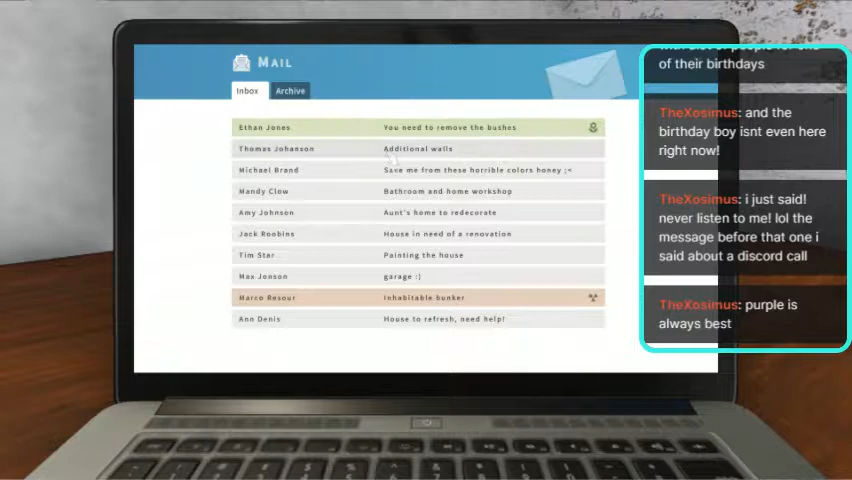 MAIL
Inbox Archive
Ethan Jones You need to remove the bushes
Thomas Johanson Additional walls
Michael Brand Save me from these horrible colors honey ;<
Mandy Clow Bathroom and home workshop
Amy Johnson Aunt's home to redecorate
Jack Roobins House in need of a renovation
Tim Star Painting the house
Max Jonson garage :)
Marco Resour Inhabitable bunker
Ann Denis House to refresh, need help!
of their birthdays
TheXosimus: and the
birthday boy isnt even here
right now!
TheXosimus: i just said!
never listen to me! lol the
message before that one i
said about a discord call
TheXosimus: purple is
always best